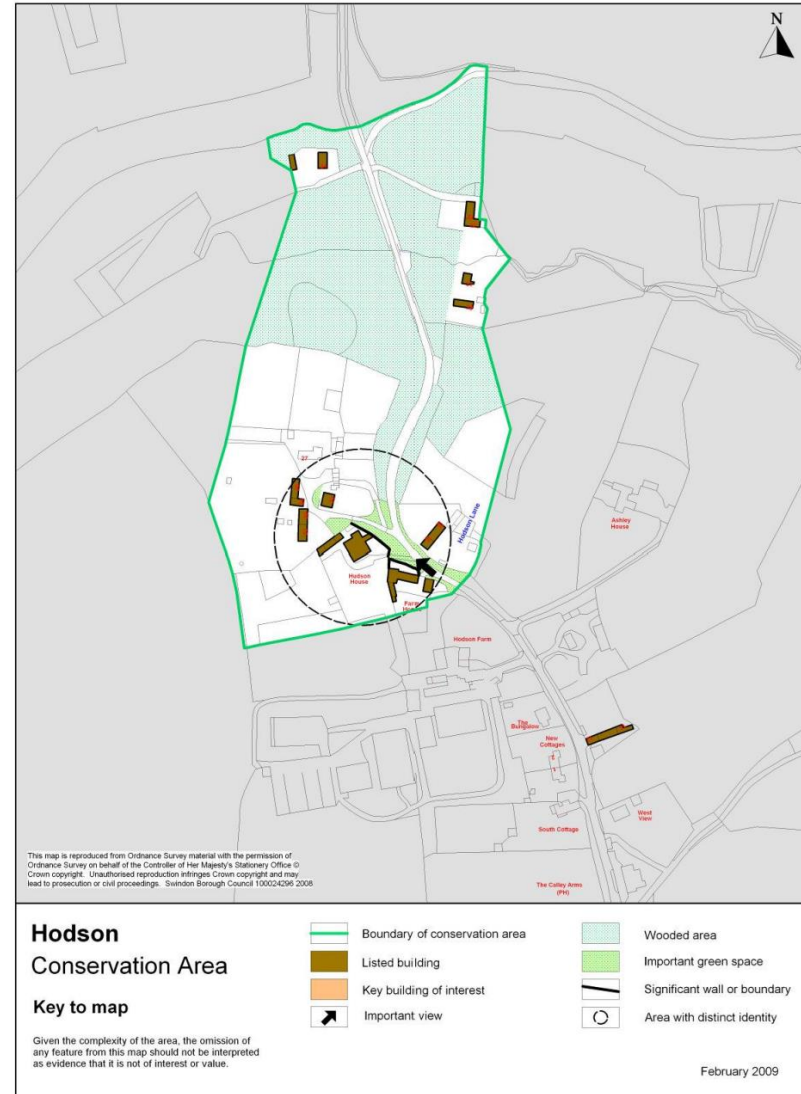 N
27
Hodson Lane
Ashley
House
Hodson
House
Farm
House
Hodson Farm
The
Bungalow
New
Cottages
West
View
South Cottage
The Calley Arms
(PH)
This map is reproduced from Ordnance Survey material with the permission of
Ordnance Survey on behalf of the Controller of Her Majesty's Stationery Office ©
Crown copyright. Unauthorised reproduction infringes Crown copyright and may
lead to prosecution or civil proceedings. Swindon Borough Council 100024296 2008
Hodson
Conservation Area
Key to map
Given the complexity of the area, the omission of
any feature from this map should not be interpreted
as evidence that it is not of interest or value.
Boundary of conservation area
Listed building
Key building of interest
Important view
Wooded area
Important green space
Significant wall or boundary
Area with distinct identity
February 2009